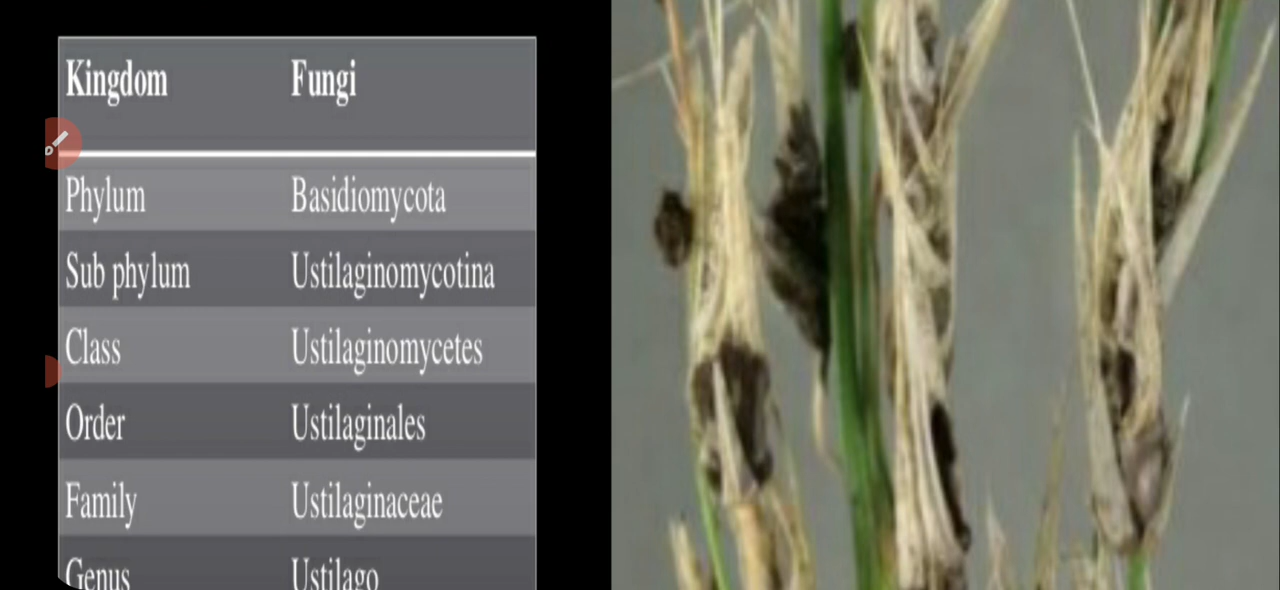 Kingdom Fungi
Phylum Basidiomycota
Sub phylum Ustilaginomycotina
Class Ustilaginomycetes
Order Ustilaginales
Family Ustilaginaceae
Genus Ustilago